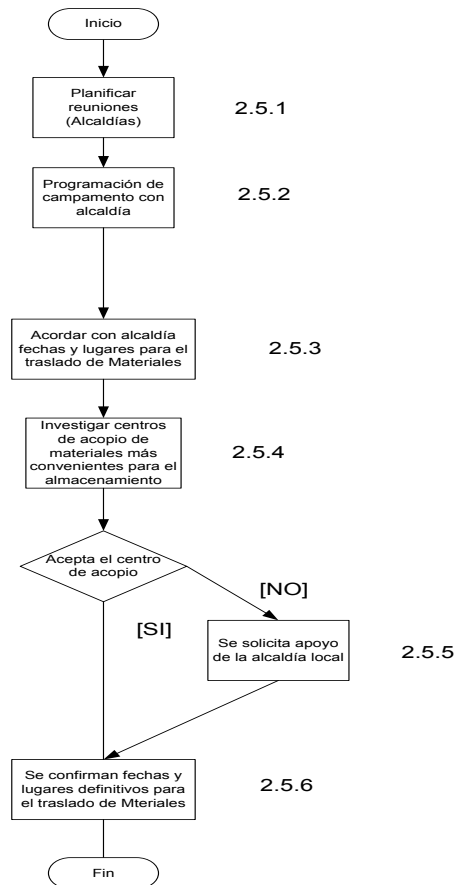 Inicio
Planificar
reuniones
(Alcaldías)
2.5.1
Programación de
campamento con
alcaldía
2.5.2
Acordar con alcaldía
fechas y lugares para el
traslado de Materiales
2.5.3
Investigar centros
de acopio de
materiales más
convenientes para el
almacenamiento
2.5.4
Acepta el centro
de acopio
[NO]
[SI]
Se solicita apoyo
de la alcaldía local
2.5.5
Se confirman fechas y
lugares definitivos para
el traslado de Mteriales
2.5.6
Fin